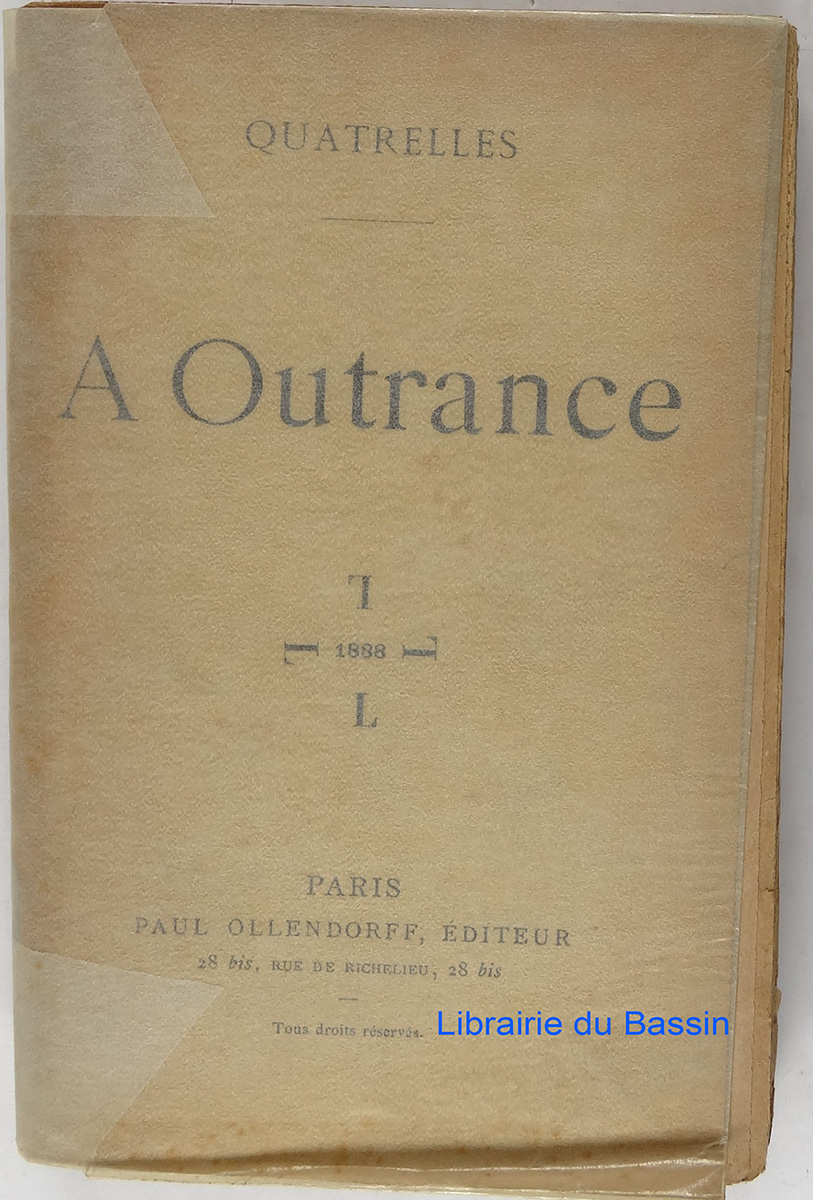 QUATRELLES
A Outrance
L
L 1888 L
L
PARIS
PAUL OLLENDORFF, ÉDITEUR
28 bis, RUE DE RICHELIEU, 28 bis
Tous droits réservés.
Librairie du Bassin